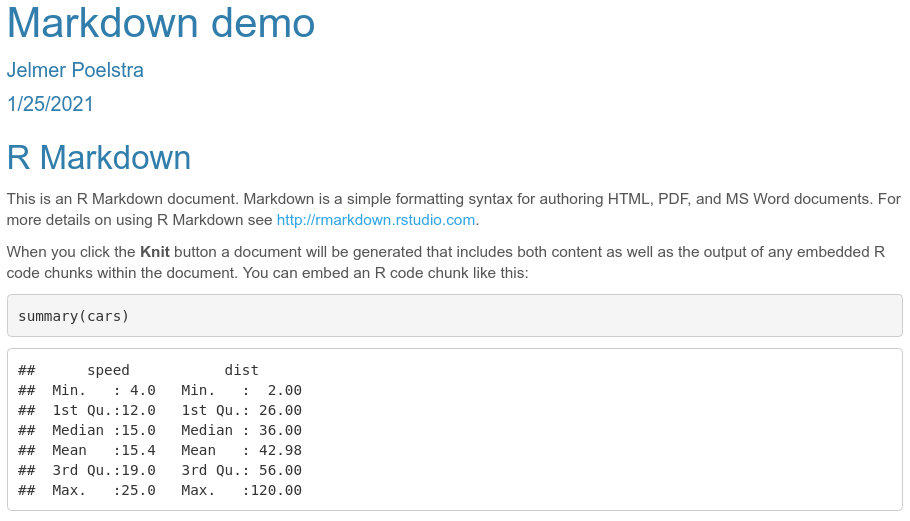 Markdown demo
Jelmer Poelstra
1/25/2021
R Markdown
This is an R Markdown document. Markdown is a simple formatting syntax for authoring HTML, PDF, and MS Word documents. For
more details on using R Markdown see http://rmarkdown.rstudio.com.
When you click the Knit button a document will be generated that includes both content as well as the output of any embedded R
code chunks within the document. You can embed an R code chunk like this:
summary(cars)
##      speed           dist
##  Min.   : 4.0   Min.   :  2.00
##  1st Qu.:12.0   1st Qu.: 26.00
##  Median :15.0   Median : 36.00
##  Mean   :15.4   Mean   : 42.98
##  3rd Qu.:19.0   3rd Qu.: 56.00
##  Max.   :25.0   Max.   :120.00